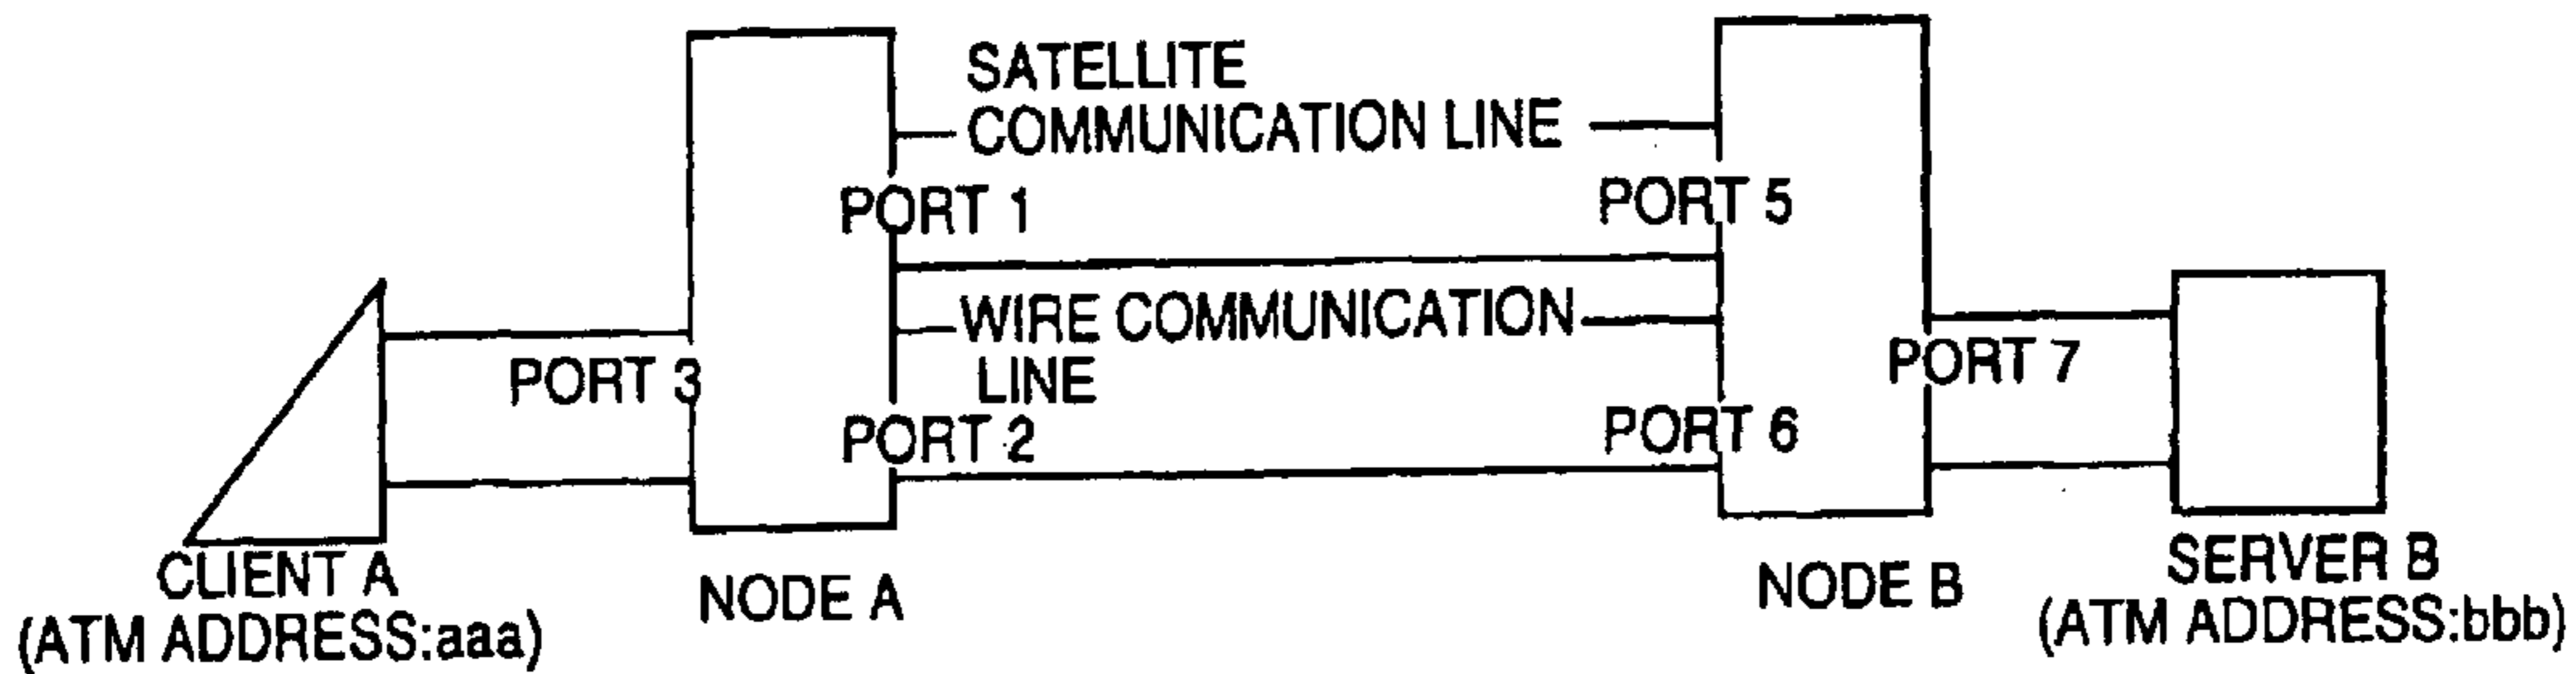 SATELLITE
COMMUNICATION LINE
PORT 1
PORT 5
WIRE COMMUNICATION
LINE
PORT 3
PORT 7
PORT 2
PORT 6
CLIENT A
(ATM ADDRESS:aaa)
NODE A
NODE B
SERVER B
(ATM ADDRESS:bbb)